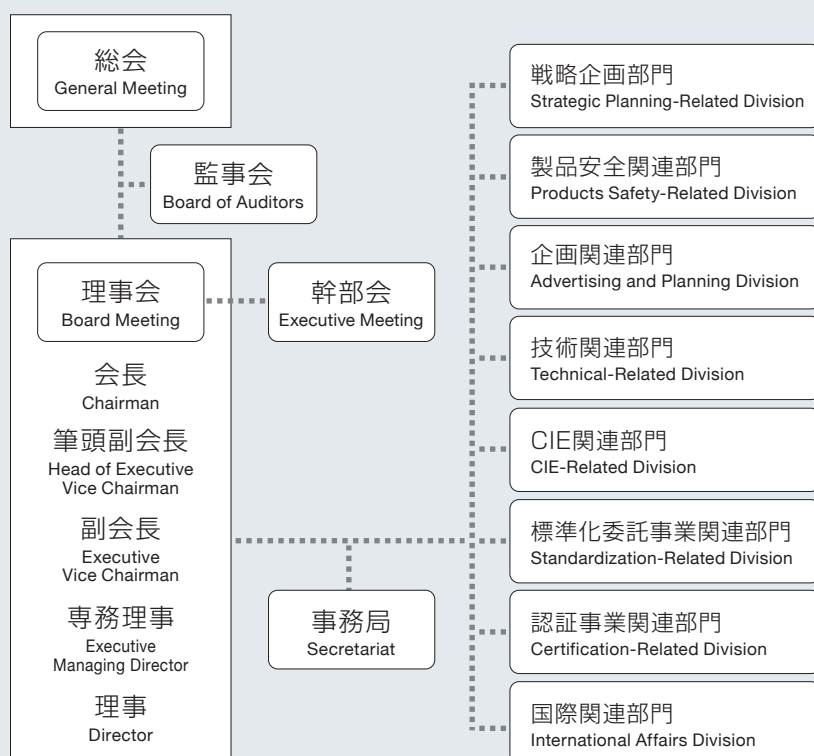 総会
General Meeting
監事会
Board of Auditors
理事会
Board Meeting
幹部会
Executive Meeting
会長
Chairman
筆頭副会長
Head of Executive
Vice Chairman
副会長
Executive
Vice Chairman
専務理事
Executive
Managing Director
理事
Director
事務局
Secretariat
戦略企画部門
Strategic Planning-Related Division
製品安全関連部門
Products Safety-Related Division
企画関連部門
Advertising and Planning Division
技術関連部門
Technical-Related Division
CIE関連部門
CIE-Related Division
標準化委託事業関連部門
Standardization-Related Division
認証事業関連部門
Certification-Related Division
国際関連部門
International Affairs Division